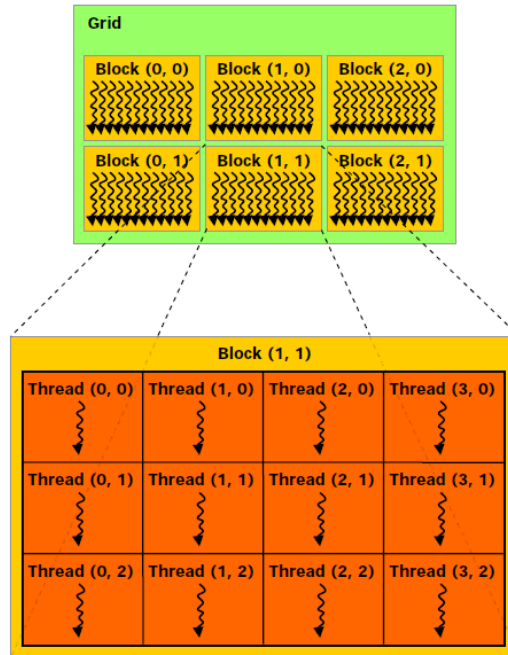 Grid
Block (0, 0) Block (1, 0) Block (2, 0)
Block (0, 1) Block (1, 1) Block (2, 1)
Block (1, 1)
Thread (0, 0) Thread (1, 0) Thread (2, 0) Thread (3, 0)
Thread (0, 1) Thread (1, 1) Thread (2, 1) Thread (3, 1)
Thread (0, 2) Thread (1, 2) Thread (2, 2) Thread (3, 2)